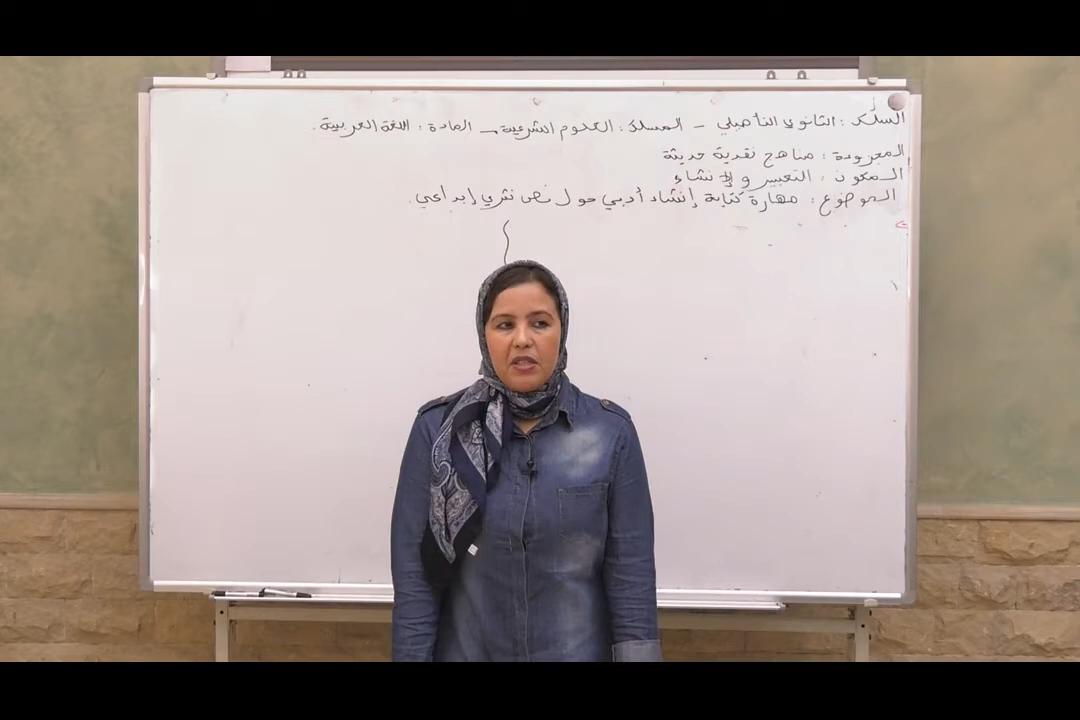 السلك : الثانوي التأهيلي - المسلك : العلوم الشرعية - المادة : اللغة العربية .
المجزوءة : مناهج نقدية حديثة
المكون : التعبير و الإنشاء
الموضوع : مهارة كتابة إنشاء أدبي حول نص نثري إبداعي .